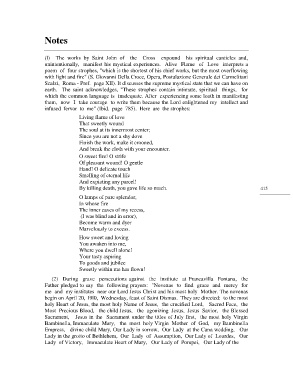 Notes
(1) The works by Saint John of the Cross expound his spiritual canticles and,
unintentionally, manifest his mystical experiences. Alive Flame of Love interprets a
poem of four strophes, "which is the shortest of his chief works, but the most overflowing
with light and fire" (S. Giovanni Della Croce, Opera, Postulazione Generale dei Carmelitani
Scalzi, Roma - Pref. page XII). It discusses the supreme mystical state that we can have on
earth. The saint acknowledges, "These strophes contain intimate, spiritual things, for
which the common language is inadequate. After experiencing some fourth in manifesting
them, now I take courage to write them because the Lord enlightened my intellect and
infused fervor to me" (Ibid, page 785). Here are the strophes:
Living flame of love
That sweetly wound
The soul at its innermost center;
Since you are not a shy dove
Finish the work, make it crowned,
And break the cloth with your encounter.
O sweet fire! O strife
Of pleasant wound! O gentle
Hand! O delicate touch
Smelling of eternal life
And expiating any parcel!
By killing death, you gave life so much.
O lamps of pure splendor,
In whose fire
The inner caves of my recess,
(I was blind and in error),
Become warm and dyer
Marvelously to excess.
How sweet and loving
You awaken into me,
Where you dwell alone!
Your tasty aspiring
To goods and jubilee
Sweetly within me has flown!
(2) During grave persecutions against the Institute at Francavilla Fontana, the
Father pledged to say the following prayers: "Novenas to find grace and mercy for
me and my institutes near our Lord Jesus Christ and his most holy Mother. The novenas
begin on April 20, 1910, Wednesday, feast of Saint Dismas. They are directed: to the most
holy Heart of Jesus, the most holy Name of Jesus, the crucified Lord, Sacred Face, the
Most Precious Blood, the child Jesus, the agonizing Jesus, Jesus Savior, the Blessed
Sacrament, Jesus in the Sacrament under the titles of July first, the most holy Virgin
Bambinella, Immaculate Mary, the most holy Virgin Mother of God, my Bambinella
Empress, divine child Mary, Our Lady in sorrow, Our Lady at the Cana wedding, Our
Lady in the grotto of Bethlehem, Our Lady of Assumption, Our Lady of Lourdes, Our
Lady of Victory, Immaculate Heart of Mary, Our Lady of Pompei, Our Lady of the